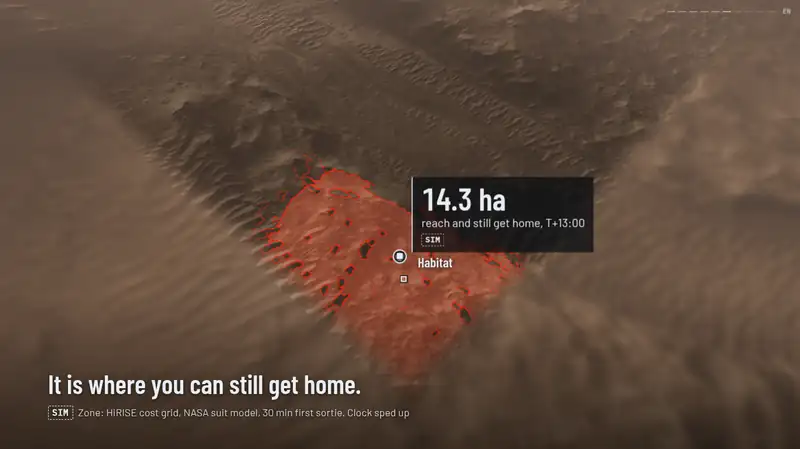 EN
14.3 ha
reach and still get home, T+13:00
SIM
Habitat
It is where you can still get home.
SIM Zone: HiRISE cost grid, NASA suit model. 30 min first sortie. Clock sped up